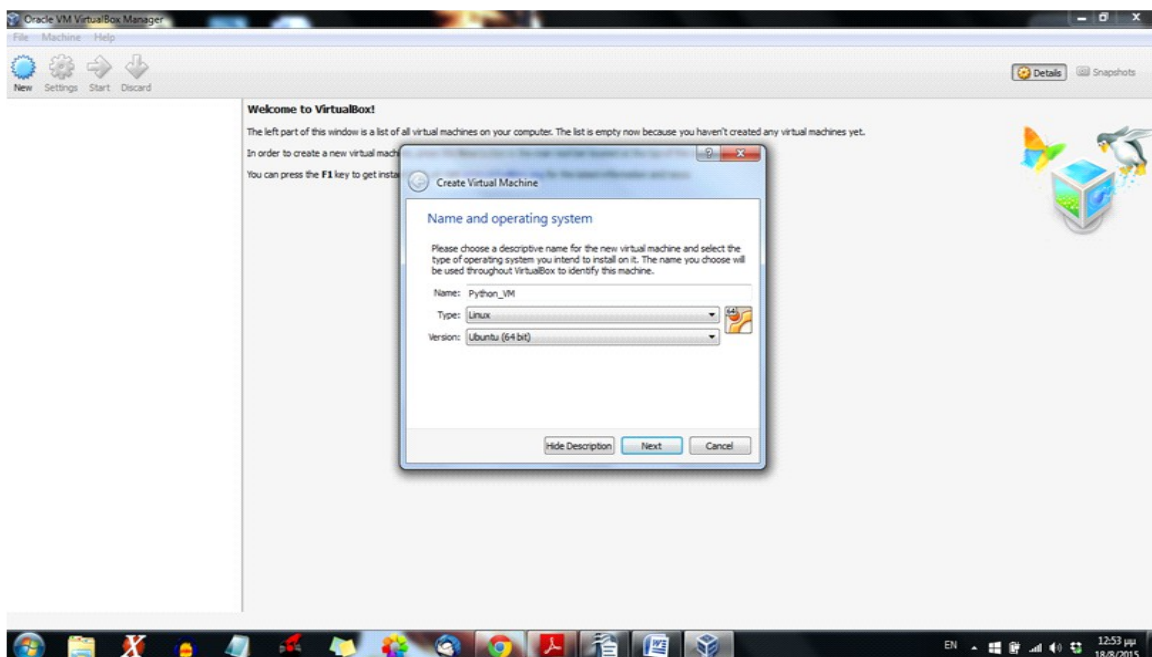 Oracle VM VirtualBox Manager
File Machine Help
New Settings Start Discard
Details Snapshots
Welcome to VirtualBox!
The left part of this window is a list of all virtual machines on your computer. The list is empty now because you haven't created any virtual machines yet.
In order to create a new virtual mach
You can press the F1 key to get insta
Create Virtual Machine
Name and operating system
Please choose a descriptive name for the new virtual machine and select the
type of operating system you intend to install on it. The name you choose will
be used throughout VirtualBox to identify this machine.
Name: Python_VM
Type: Linux
64
Version: Ubuntu (64 bit)
Hide Description Next Cancel
EN 12:53 μμ
18/8/2015